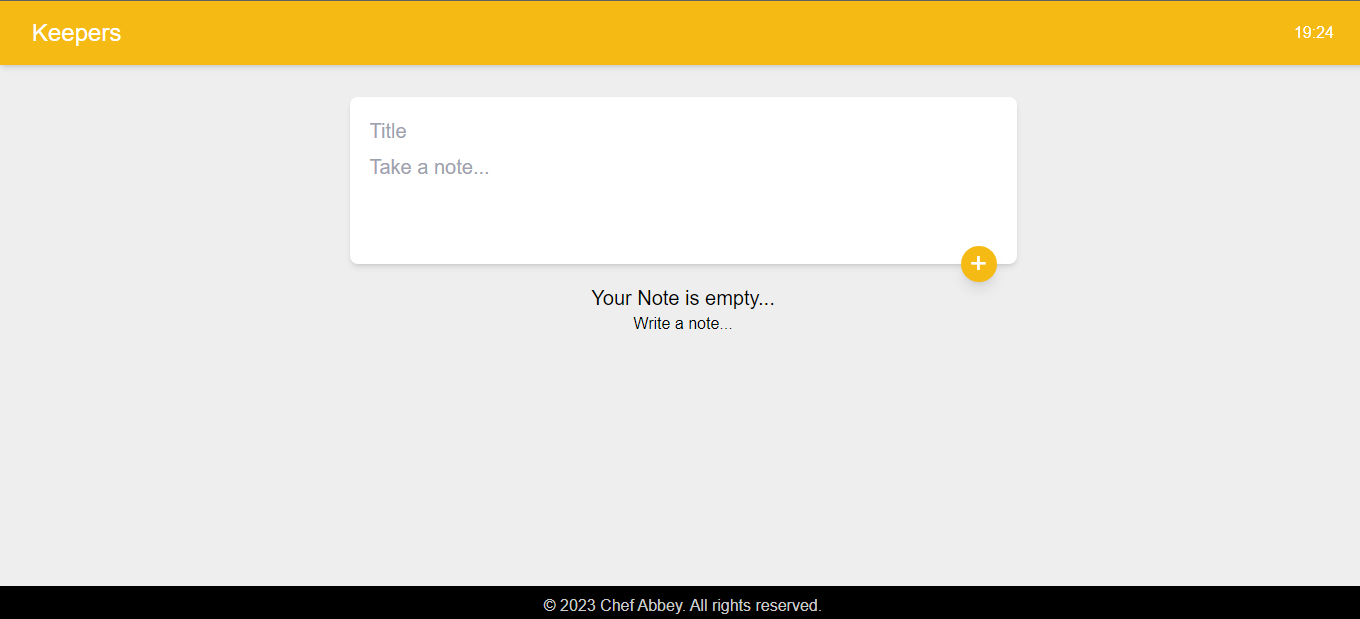 Keepers
19:24
Title
Take a note...
Your Note is empty...
Write a note...
© 2023 Chef Abbey. All rights reserved.